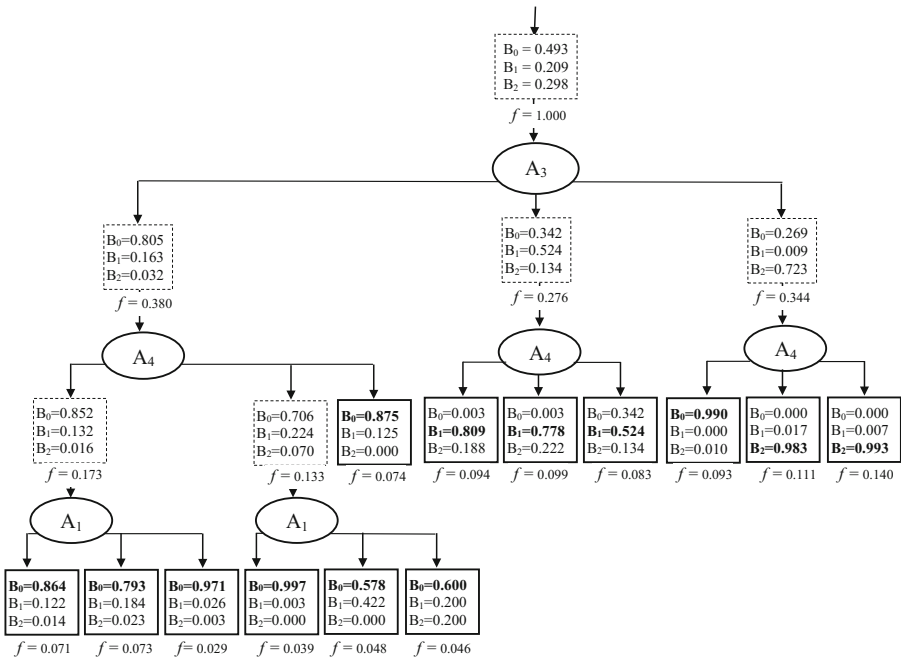 B₀ = 0.493
B₁ = 0.209
B₂ = 0.298
f = 1.000
A₃
B₀=0.805
B₁=0.163
B₂=0.032
f = 0.380
B₀=0.342
B₁=0.524
B₂=0.134
f = 0.276
B₀=0.269
B₁=0.009
B₂=0.723
f = 0.344
A₄
A₄
A₄
B₀=0.852
B₁=0.132
B₂=0.016
f = 0.173
B₀=0.706
B₁=0.224
B₂=0.070
f = 0.133
B₀=0.875
B₁=0.125
B₂=0.000
f = 0.074
B₀=0.003
B₁=0.809
B₂=0.188
f = 0.094
B₀=0.003
B₁=0.778
B₂=0.222
f = 0.099
B₀=0.342
B₁=0.524
B₂=0.134
f = 0.083
B₀=0.990
B₁=0.000
B₂=0.010
f = 0.093
B₀=0.000
B₁=0.017
B₂=0.983
f = 0.111
B₀=0.000
B₁=0.007
B₂=0.993
f = 0.140
A₁
A₁
B₀=0.864
B₁=0.122
B₂=0.014
f = 0.071
B₀=0.793
B₁=0.184
B₂=0.023
f = 0.073
B₀=0.971
B₁=0.026
B₂=0.003
f = 0.029
B₀=0.997
B₁=0.003
B₂=0.000
f = 0.039
B₀=0.578
B₁=0.422
B₂=0.000
f = 0.048
B₀=0.600
B₁=0.200
B₂=0.200
f = 0.046